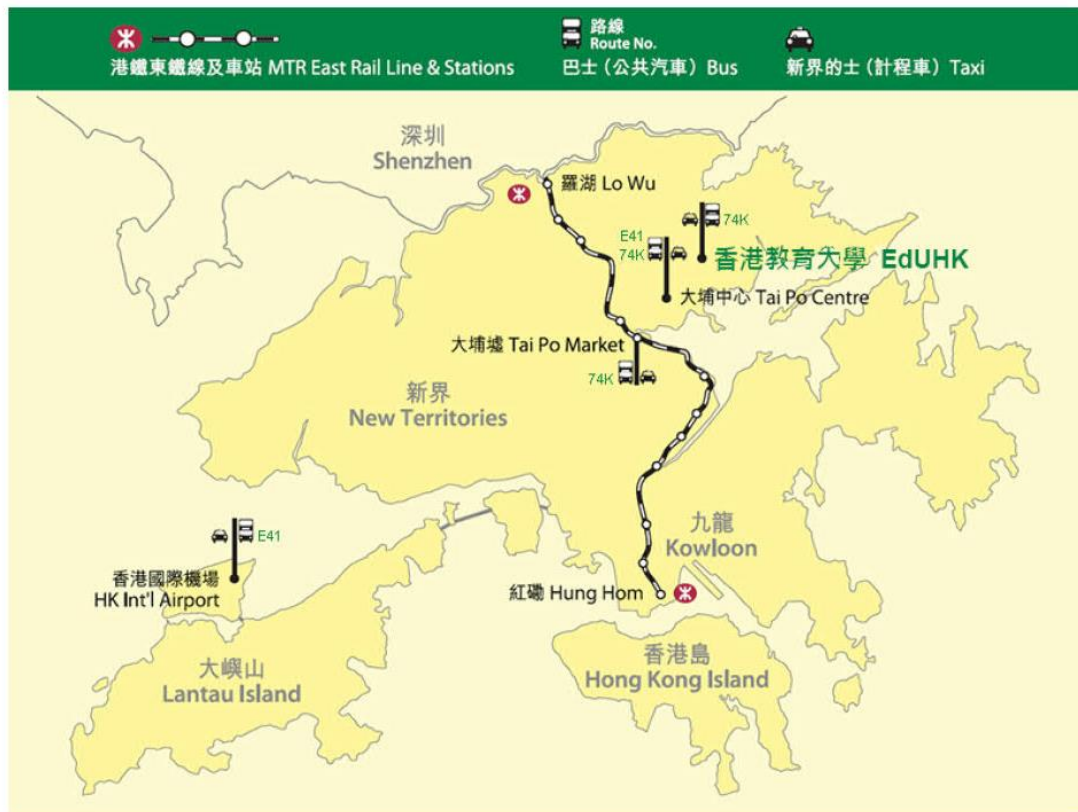 港鐵東鐵線及車站 MTR East Rail Line & Stations
路線
Route No.
巴士（公共汽車）Bus
新界的士（計程車）Taxi
深圳
Shenzhen
羅湖 Lo Wu
74K
E41
74K
香港教育大學 EdUHK
大埔中心 Tai Po Centre
大埔墟 Tai Po Market
74K
新界
New Territories
E41
九龍
Kowloon
香港國際機場
HK Int'l Airport
紅磡 Hung Hom
大嶼山
Lantau Island
香港島
Hong Kong Island